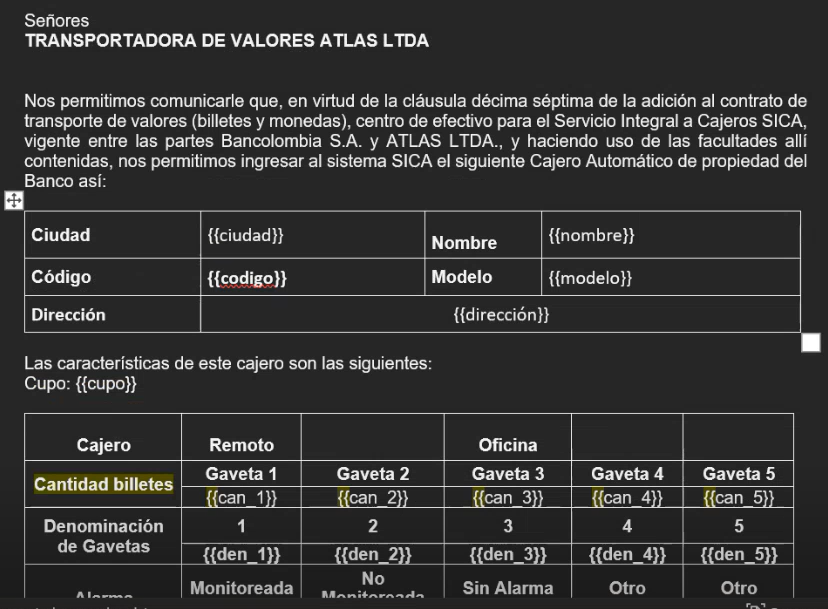 Señores
TRANSPORTADORA DE VALORES ATLAS LTDA
Nos permitimos comunicarle que, en virtud de la cláusula décima séptima de la adición al contrato de
transporte de valores (billetes y monedas), centro de efectivo para el Servicio Integral a Cajeros SICA,
vigente entre las partes Bancolombia S.A. y ATLAS LTDA., y haciendo uso de las facultades allí
contenidas, nos permitimos ingresar al sistema SICA el siguiente Cajero Automático de propiedad del
Banco así:
Ciudad {{ciudad}} Nombre {{nombre}}
Código {{codigo}} Modelo {{modelo}}
Dirección {{dirección}}
Las características de este cajero son las siguientes:
Cupo: {{cupo}}
Cajero Remoto Oficina
Cantidad billetes Gaveta 1 Gaveta 2 Gaveta 3 Gaveta 4 Gaveta 5
{{can_1}} {{can_2}} {{can_3}} {{can_4}} {{can_5}}
Denominación de Gavetas 1 2 3 4 5
{{den_1}} {{den_2}} {{den_3}} {{den_4}} {{den_5}}
Alarma Monitoreada No Monitoreada Sin Alarma Otro Otro